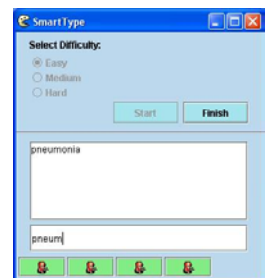 SmartType
Select Difficulty:
Easy
Medium
Hard
Start Finish
pneumonia
pneum